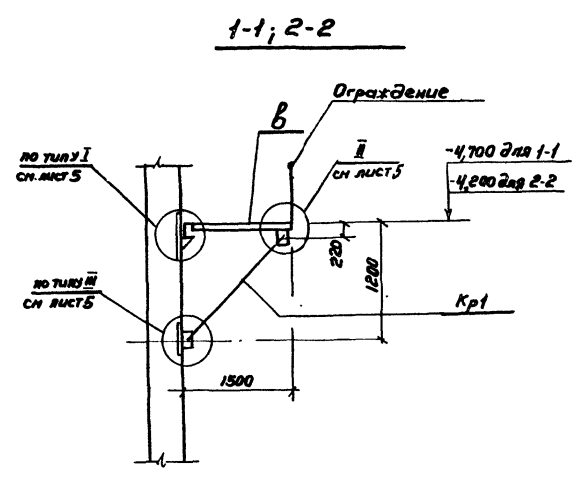 1-1; 2-2
Ограждение
В
по типу I
см. лист 5
II
см лист 5
-4,700 для 1-1
-4,200 для 2-2
220
1200
по типу III
см лист 5
Кр1
1500